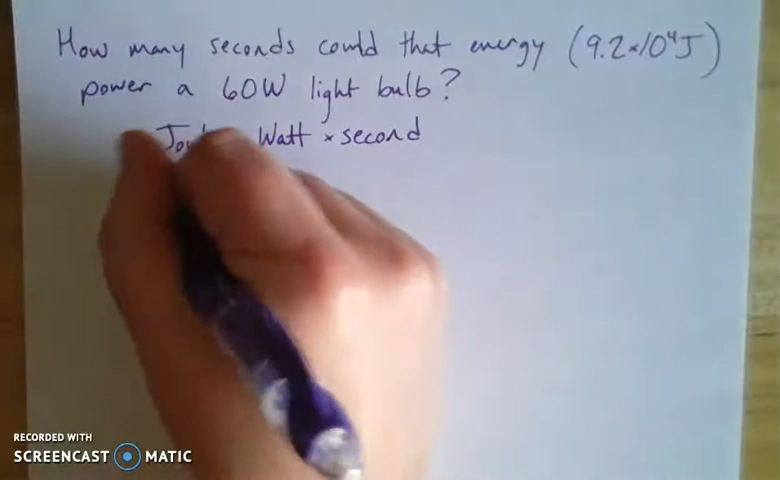 How many seconds could that energy (9.2×10⁴J)
power a 60W light bulb?
Watt × second
RECORDED WITH
SCREENCAST MATIC